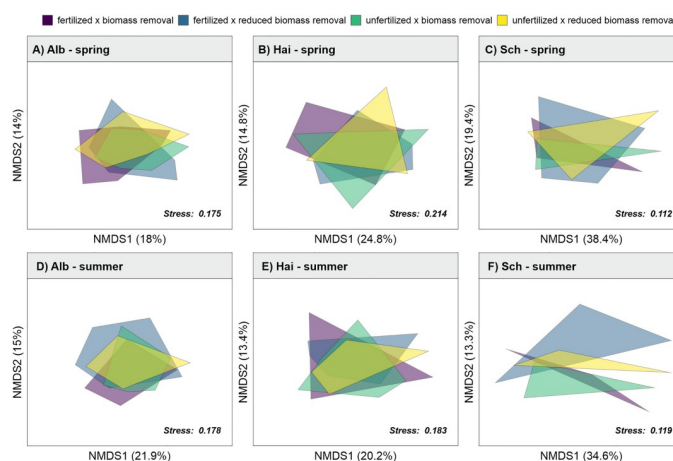 fertilized x biomass removal fertilized x reduced biomass removal unfertilized x biomass removal unfertilized x reduced biomass removal
A) Alb - spring
B) Hai - spring
C) Sch - spring
NMDS2 (14%)
NMDS2 (14.8%)
NMDS2 (19.4%)
Stress: 0.175
Stress: 0.214
Stress: 0.112
NMDS1 (18%)
NMDS1 (24.8%)
NMDS1 (38.4%)
D) Alb - summer
E) Hai - summer
F) Sch - summer
NMDS2 (15%)
NMDS2 (13.4%)
NMDS2 (13.3%)
Stress: 0.178
Stress: 0.183
Stress: 0.119
NMDS1 (21.9%)
NMDS1 (20.2%)
NMDS1 (34.6%)